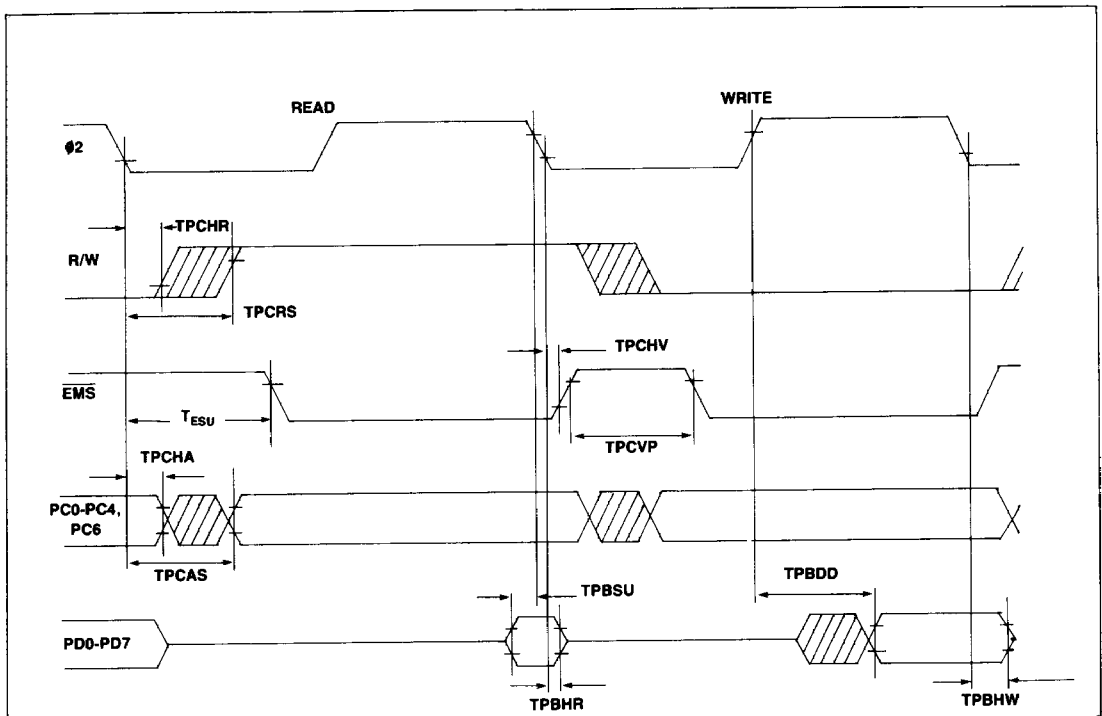 READ
WRITE
ϕ2
TPCHR
R/W
TPCRS
TPCHV
EMS
TESU
TPCVP
TPCHA
PC0-PC4,
PC6
TPCAS
TPBSU
TPBDD
PD0-PD7
TPBHR
TPBHW